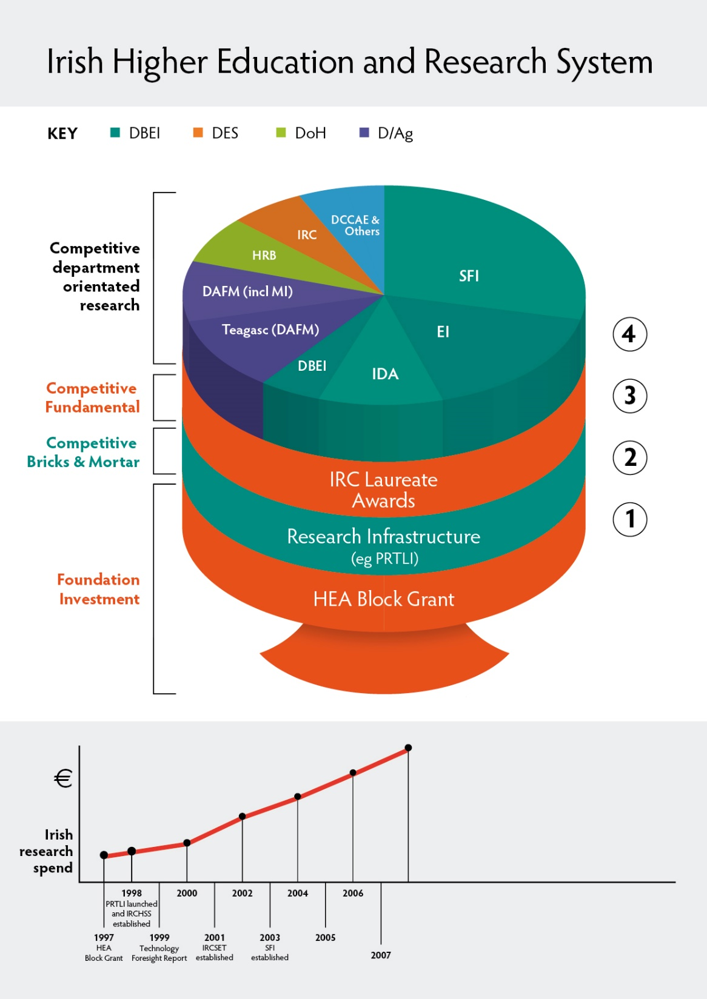 Irish Higher Education and Research System
KEY DBEI DES DoH D/Ag
Competitive
department
orientated
research
DCCAE &
Others
IRC
HRB
SFI
DAFM (incl MI)
Teagasc (DAFM)
EI
DBEI
IDA
4
Competitive
Fundamental
3
Competitive
Bricks & Mortar
2
IRC Laureate
Awards
1
Research Infrastructure
(eg PRTLI)
Foundation
Investment
HEA Block Grant
€
Irish
research
spend
1998
PRTLI launched
and IRCHSS
established
2000
2002
2004
2006
1997
HEA
Block Grant
1999
Technology
Foresight Report
2001
IRCSET
established
2003
SFI
established
2005
2007